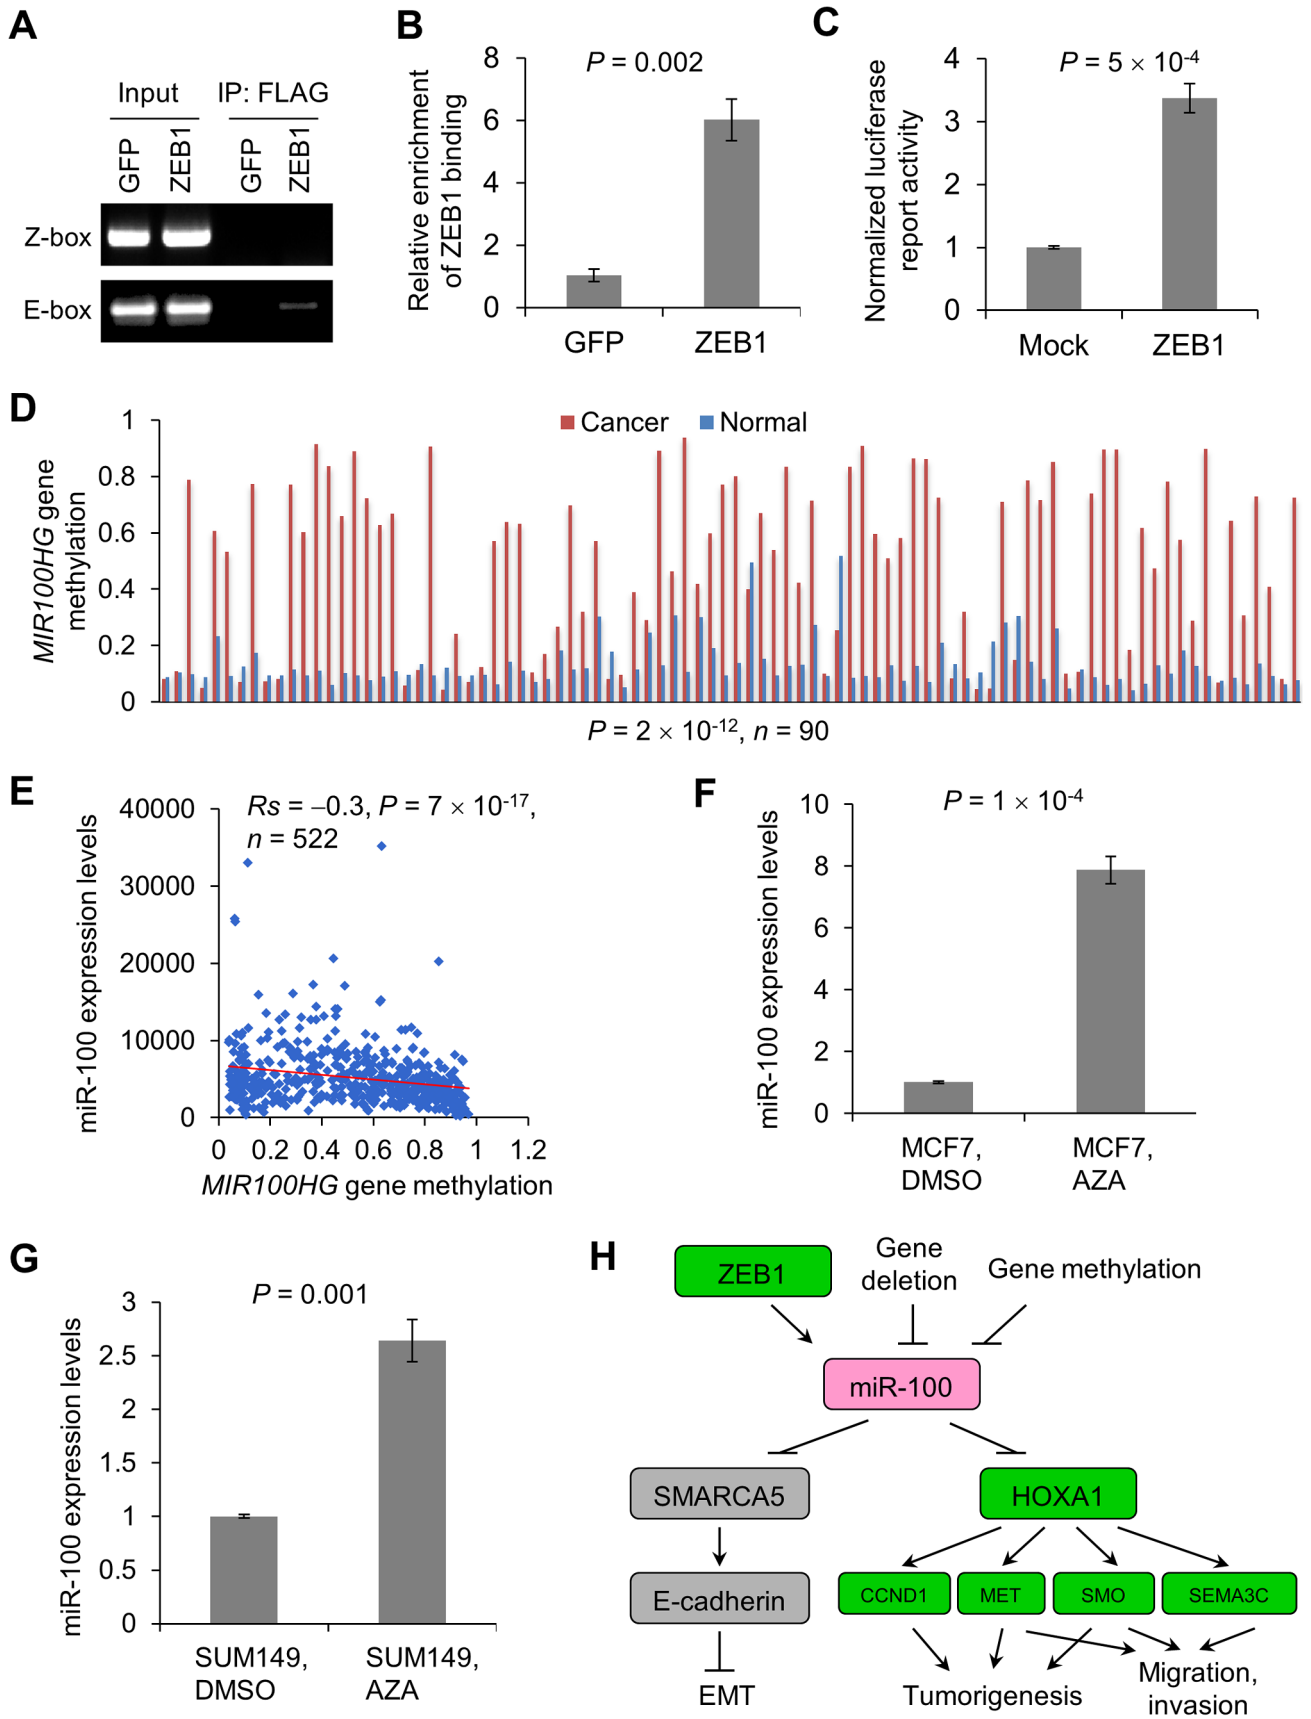 A
Input
IP: FLAG
GFP
ZEB1
GFP
ZEB1
Z-box
E-box
B
P = 0.002
Relative enrichment
of ZEB1 binding
8
6
4
2
0
GFP
ZEB1
C
P = 5 × 10-4
Normalized luciferase
report activity
4
3
2
1
0
Mock
ZEB1
D
Cancer
Normal
MIR100HG gene
methylation
1
0.8
0.6
0.4
0.2
0
P = 2 × 10-12, n = 90
E
Rs = −0.3, P = 7 × 10-17,
n = 522
miR-100 expression levels
40000
30000
20000
10000
0
0 0.2 0.4 0.6 0.8 1 1.2
MIR100HG gene methylation
F
P = 1 × 10-4
miR-100 expression levels
10
8
6
4
2
0
MCF7,
DMSO
MCF7,
AZA
G
P = 0.001
miR-100 expression levels
3
2.5
2
1.5
1
0.5
0
SUM149,
DMSO
SUM149,
AZA
H
ZEB1
Gene
deletion
Gene methylation
miR-100
SMARCA5
HOXA1
E-cadherin
CCND1
MET
SMO
SEMA3C
EMT
Tumorigenesis
Migration,
invasion